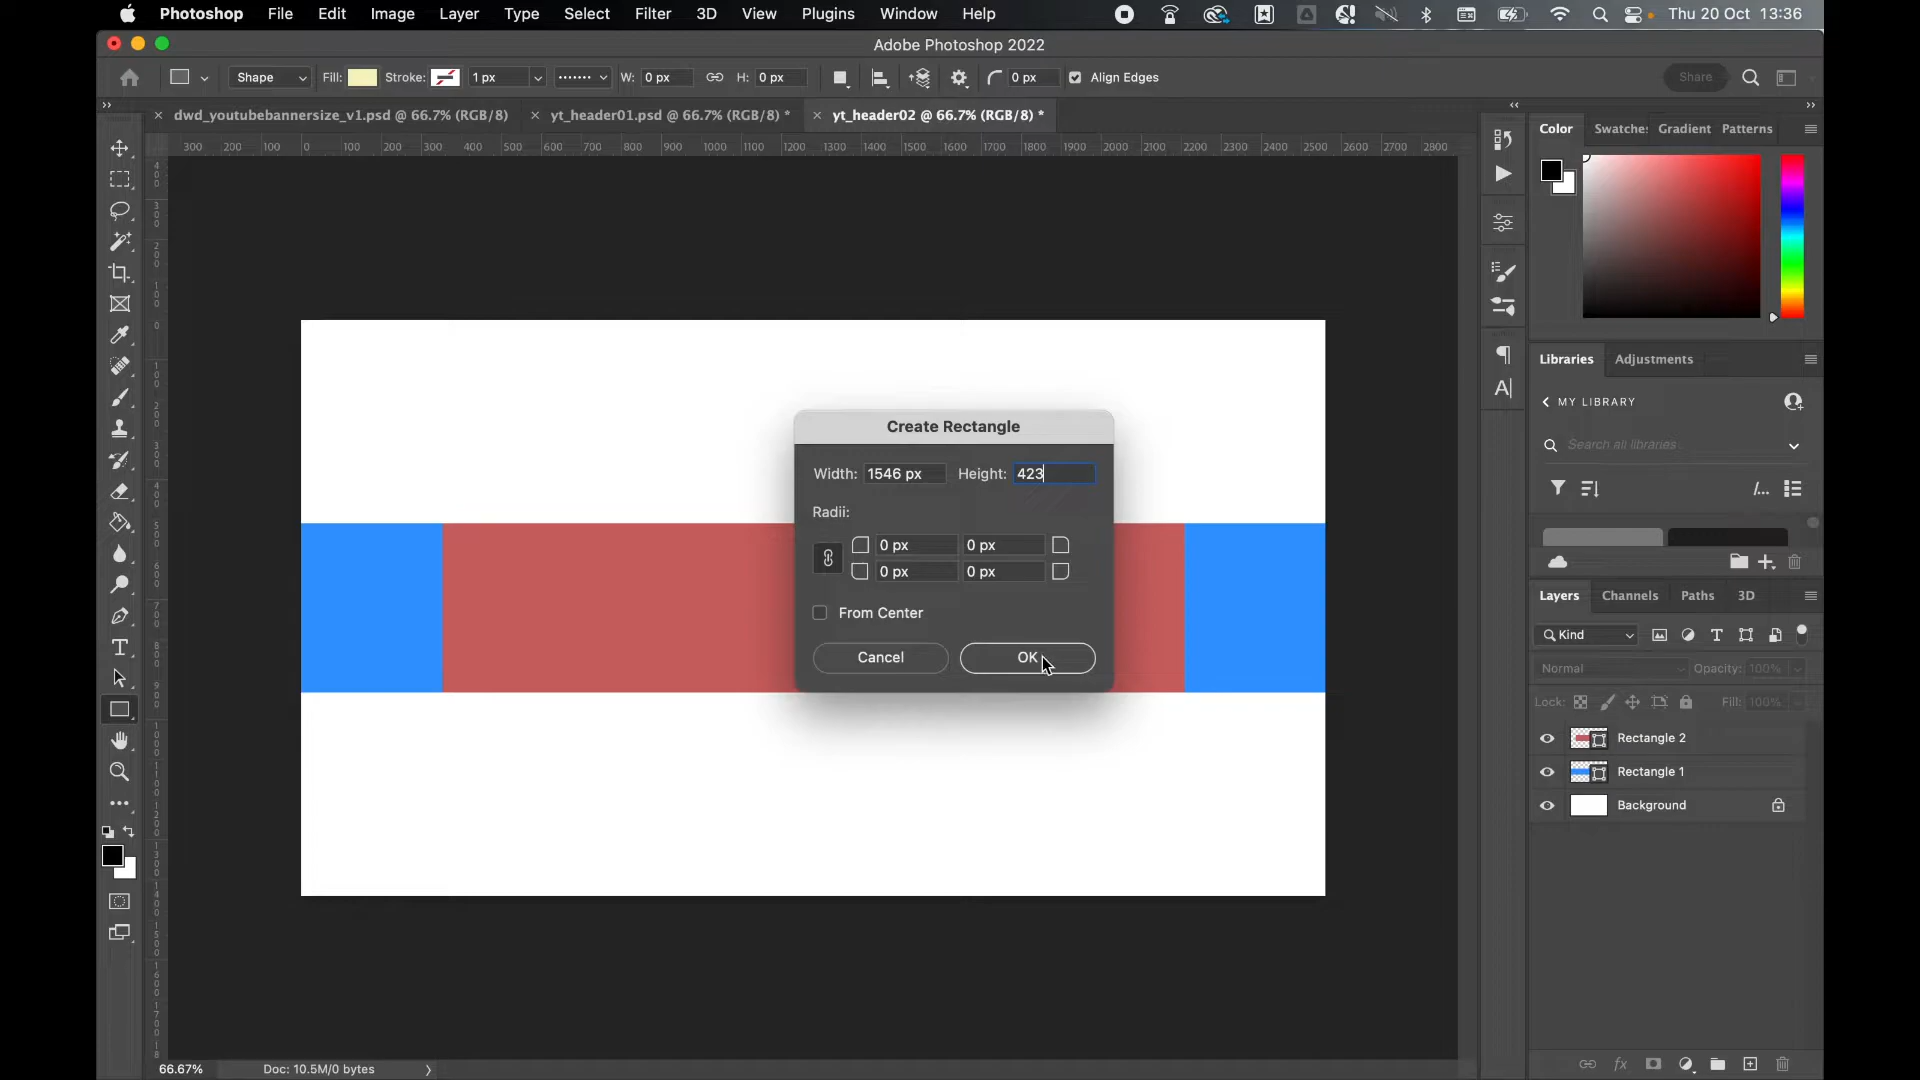 Photoshop File Edit Image Layer Type Select Filter 3D View Plugins Window Help Thu 20 Oct 13:36
Adobe Photoshop 2022
Shape Fill: Stroke: 1 px W: 0 px H: 0 px 0 px Align Edges Share
dwd_youtubebannersize_v1.psd @ 66.7% (RGB/8) yt_header01.psd @ 66.7% (RGB/8) * yt_header02 @ 66.7% (RGB/8) *
300 200 100 0 100 200 300 400 500 600 700 800 900 1000 1100 1200 1300 1400 1500 1600 1700 1800 1900 2000 2100 2200 2300 2400 2500 2600 2700 2800
Color Swatches Gradient Patterns
Create Rectangle
Width: 1546 px Height: 423
Radii:
0 px 0 px
0 px 0 px
From Center
Cancel OK
Libraries Adjustments
MY LIBRARY
Search all libraries
Layers Channels Paths 3D
Kind
Normal Opacity: 100%
Lock: Fill: 100%
Rectangle 2
Rectangle 1
Background
66.67% Doc: 10.5M/0 bytes